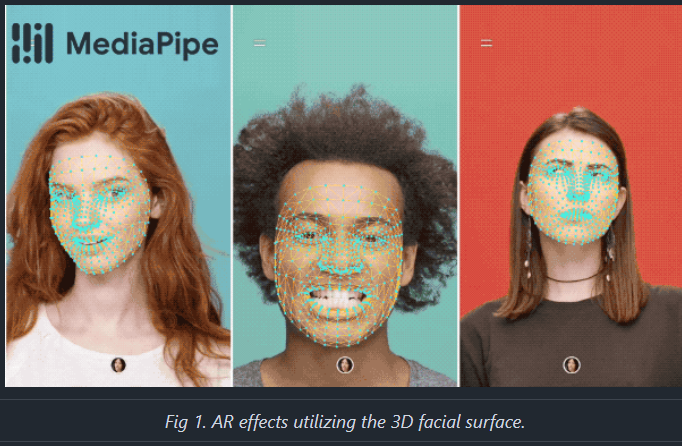 MediaPipe
Fig 1. AR effects utilizing the 3D facial surface.